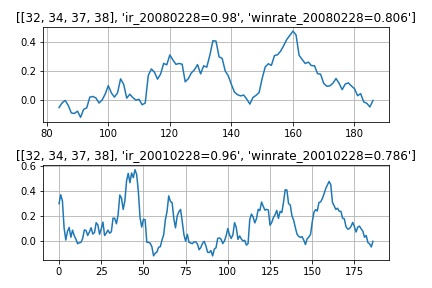 [[32, 34, 37, 38], 'ir_20080228=0.98', 'winrate_20080228=0.806']
0.4
0.2
0.0
80 100 120 140 160 180
[[32, 34, 37, 38], 'ir_20010228=0.96', 'winrate_20010228=0.786']
0.6
0.4
0.2
0.0
0 25 50 75 100 125 150 175